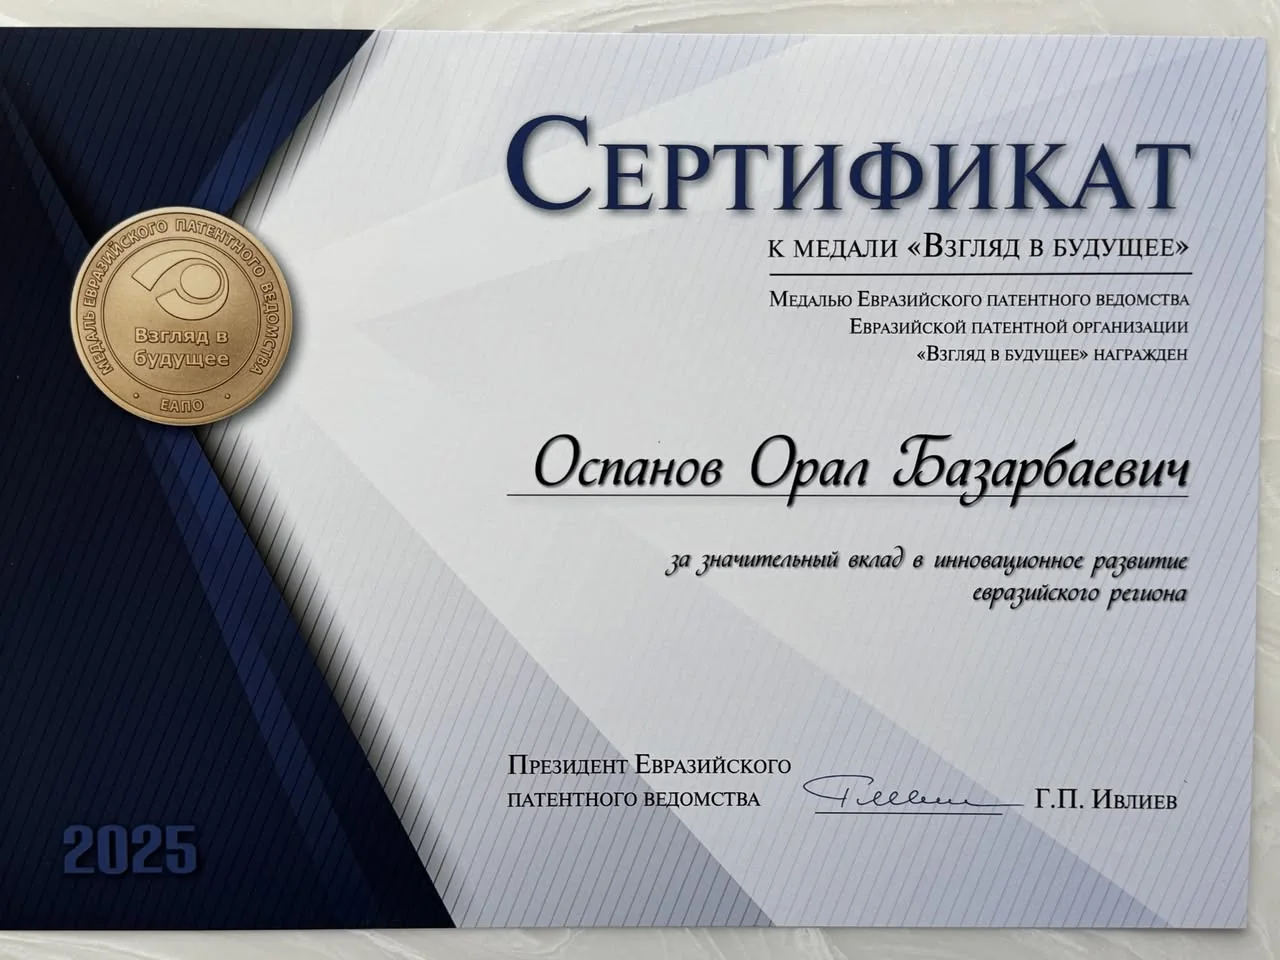 Сертификат
к медали «Взгляд в будущее»
Медалью Евразийского патентного ведомства
Евразийской патентной организации
«Взгляд в будущее» награжден
Оспанов Орал Базарбаевич
за значительный вклад в инновационное развитие
евразийского региона
Президент Евразийского
патентного ведомства
Г.П. Ивлиев
МЕДАЛЬ ЕВРАЗИЙСКОГО ПАТЕНТНОГО ВЕДОМСТВА
Взгляд в
будущее
ЕАПО
2025